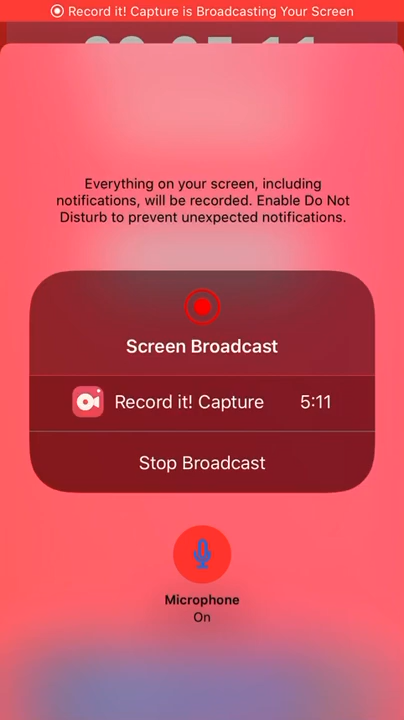 Record it! Capture is Broadcasting Your Screen
Everything on your screen, including
notifications, will be recorded. Enable Do Not
Disturb to prevent unexpected notifications.
Screen Broadcast
Record it! Capture 5:11
Stop Broadcast
Microphone
On